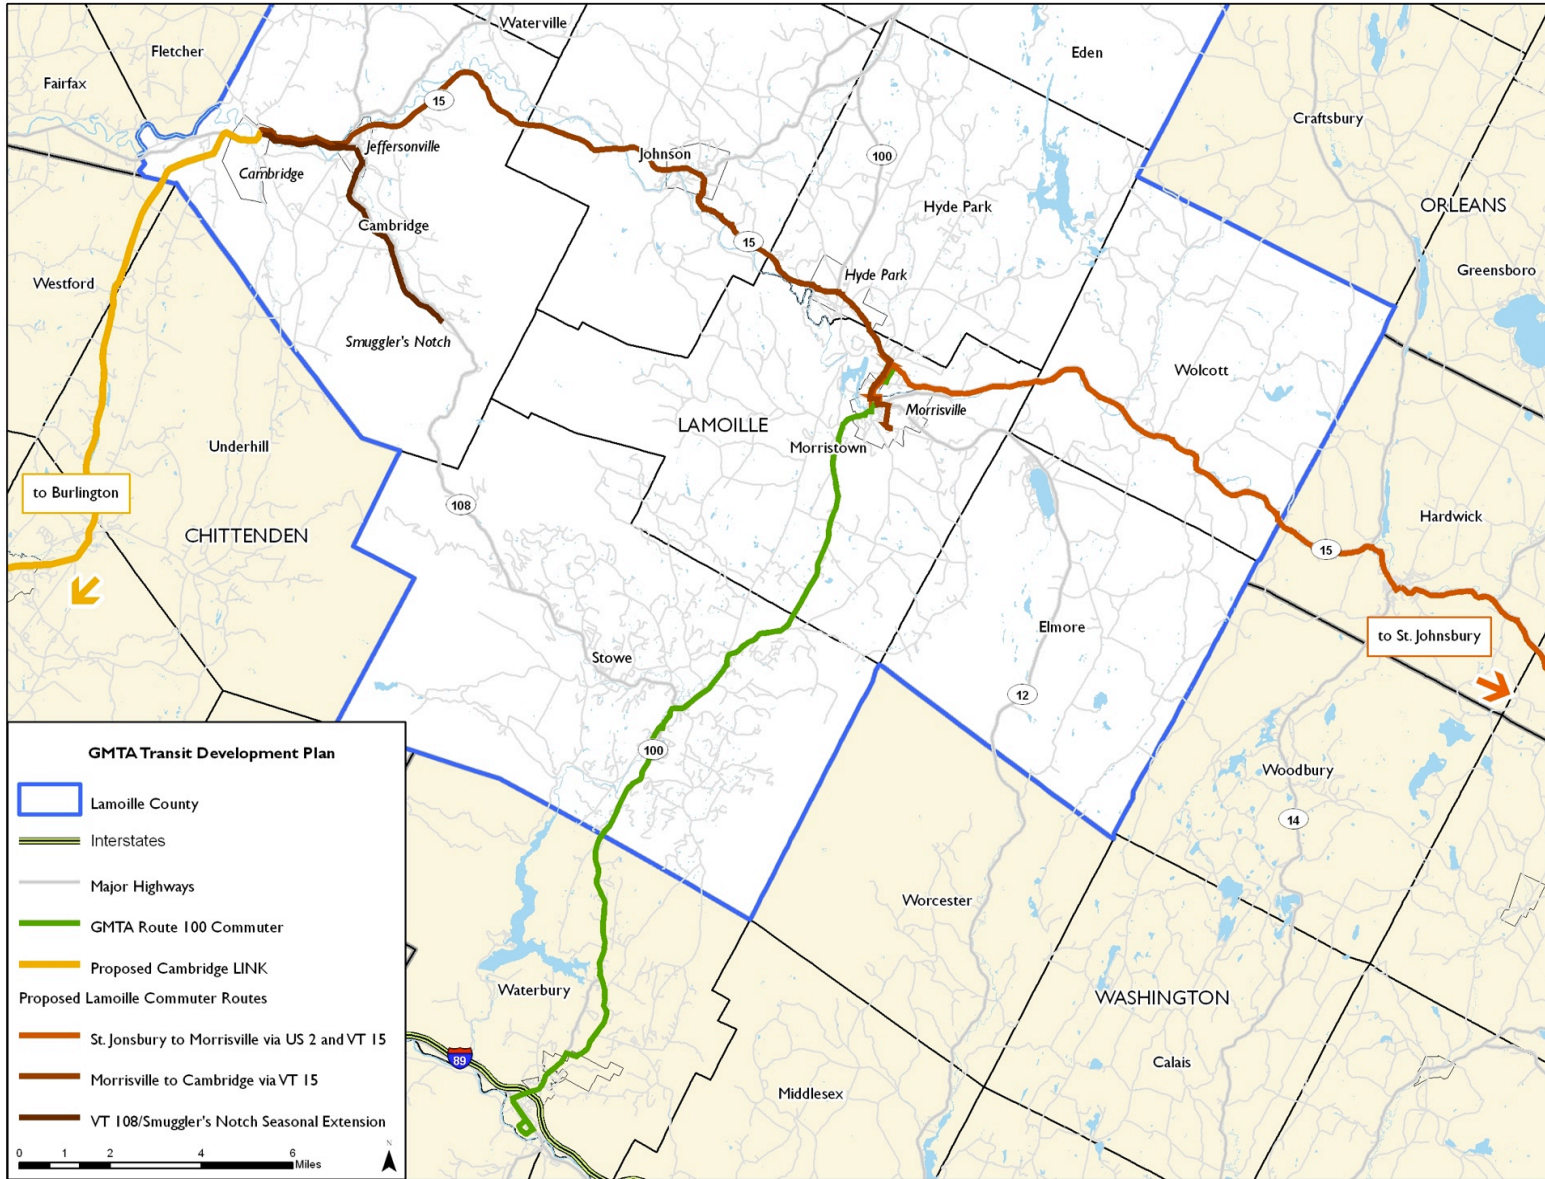 Waterville
Fletcher
Eden
Fairfax
15
Craftsbury
Jeffersonville
Johnson
100
Cambridge
ORLEANS
Hyde Park
Cambridge
15
Greensboro
Hyde Park
Westford
Smuggler's Notch
Wolcott
Morrisville
LAMOILLE
Underhill
Morristown
to Burlington
108
Hardwick
CHITTENDEN
15
Elmore
to St. Johnsbury
Stowe
12
100
Woodbury
14
Worcester
Waterbury
WASHINGTON
89
Calais
Middlesex
GMTA Transit Development Plan
Lamoille County
Interstates
Major Highways
GMTA Route 100 Commuter
Proposed Cambridge LINK
Proposed Lamoille Commuter Routes
St. Jonsbury to Morrisville via US 2 and VT 15
Morrisville to Cambridge via VT 15
VT 108/Smuggler's Notch Seasonal Extension
0 1 2 4 6
Miles
N